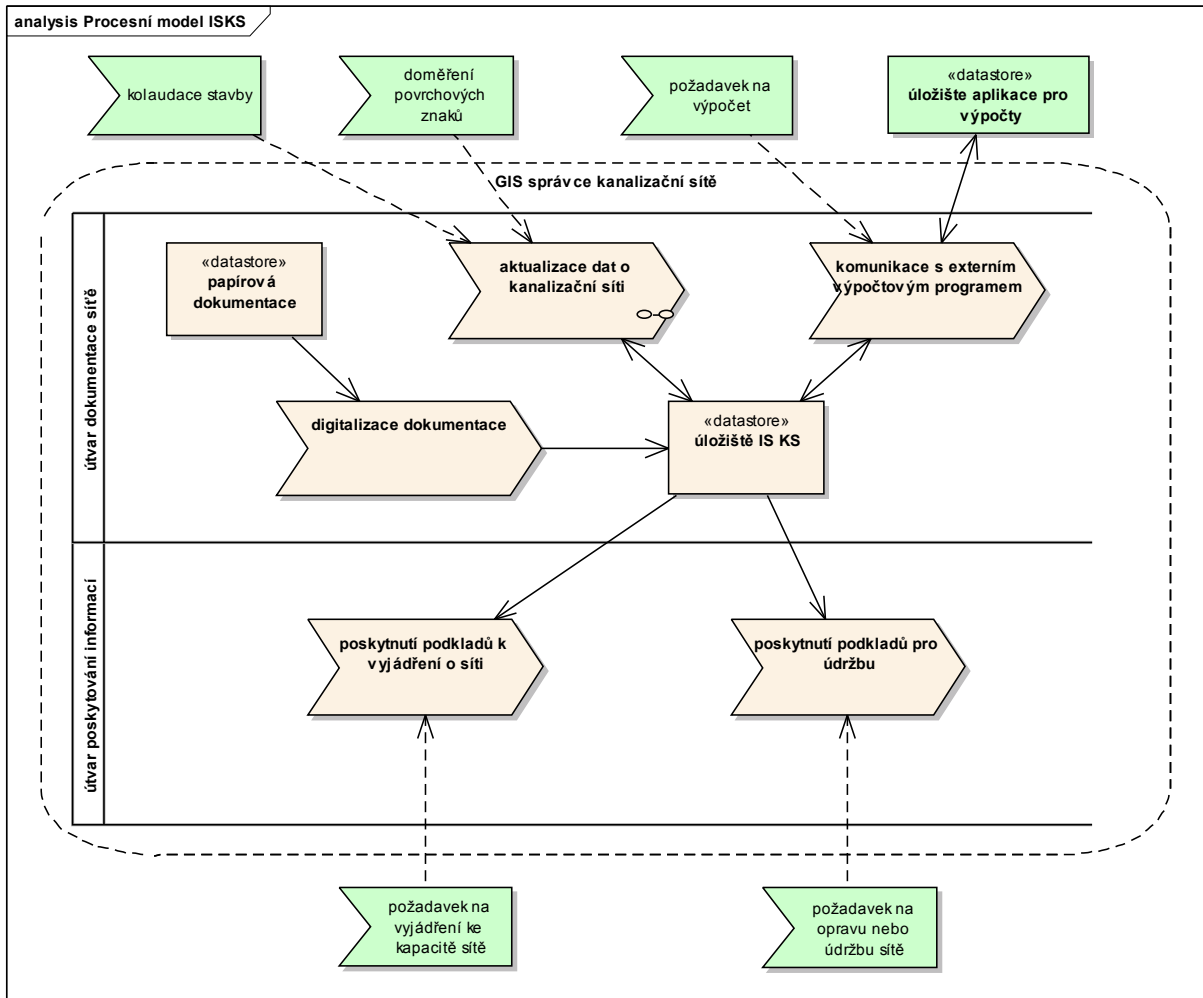 analysis Procesní model ISKS
kolaudace stavby
doměření
povrchových
znaků
požadavek na
výpočet
«datastore»
úložište aplikace pro
výpočty
GIS správce kanalizační sítě
útvar dokumentace síťě
«datastore»
papírová
dokumentace
aktualizace dat o
kanalizační síti
komunikace s externím
výpočtovým programem
digitalizace dokumentace
«datastore»
úložiště IS KS
útvar poskytování informací
poskytnutí podkladů k
vyjádření o síti
poskytnutí podkladů pro
údržbu
požadavek na
vyjádření ke
kapacitě sítě
požadavek na
opravu nebo
údržbu sítě